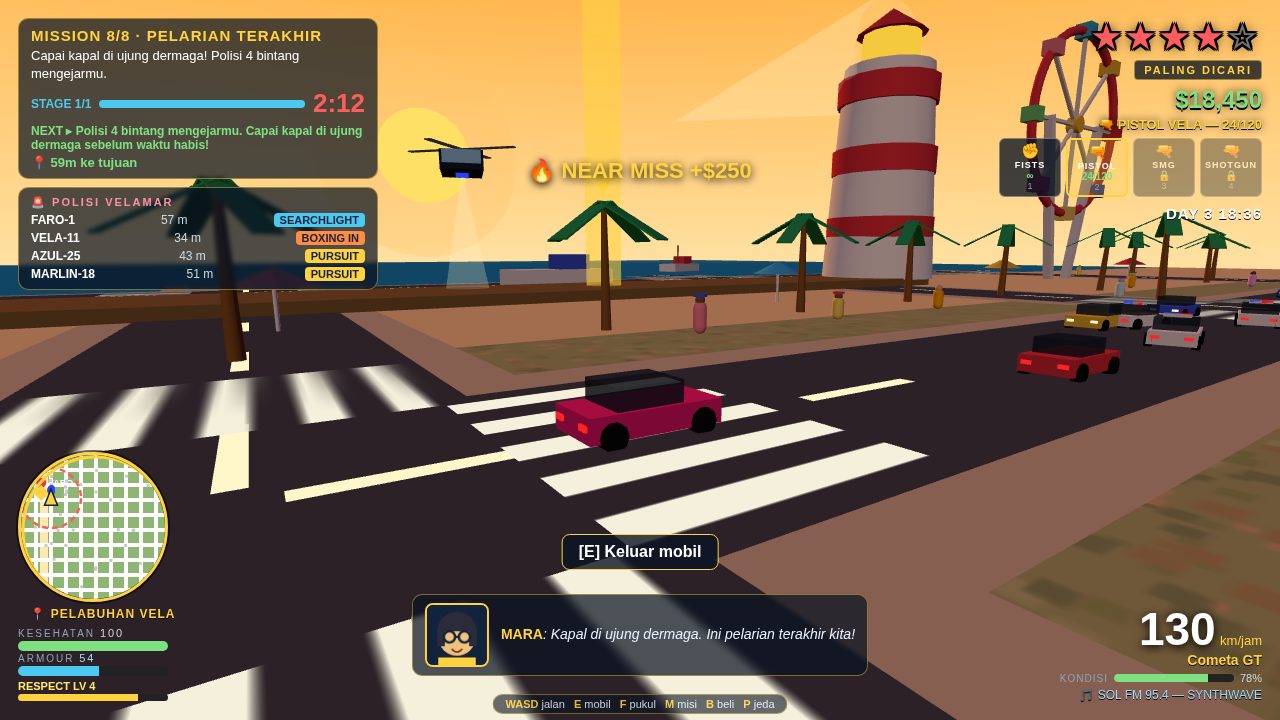 MISSION 8/8 · PELARIAN TERAKHIR
Capai kapal di ujung dermaga! Polisi 4 bintang
mengejarmu.
STAGE 1/1
2:12
NEXT ▸ Polisi 4 bintang mengejarmu. Capai kapal di ujung
dermaga sebelum waktu habis!
59m ke tujuan
POLISI VELAMAR
FARO-1 57 m SEARCHLIGHT
VELA-11 34 m BOXING IN
AZUL-25 43 m PURSUIT
MARLIN-18 51 m PURSUIT
NEAR MISS +$250
PALING DICARI
$18,450
PISTOL VELA — 24/120
FISTS
∞
1
PISTOL
24/120
2
SMG
3
SHOTGUN
4
DAY 3 18:36
[E] Keluar mobil
PELABUHAN VELA
KESEHATAN 100
ARMOUR 54
RESPECT LV 4
MARA: Kapal di ujung dermaga. Ini pelarian terakhir kita!
WASD jalan E mobil F pukul M misi B beli P jeda
130 km/jam
Cometa GT
KONDISI 78%
SOL FM 95.4 — SYNTHWAVE